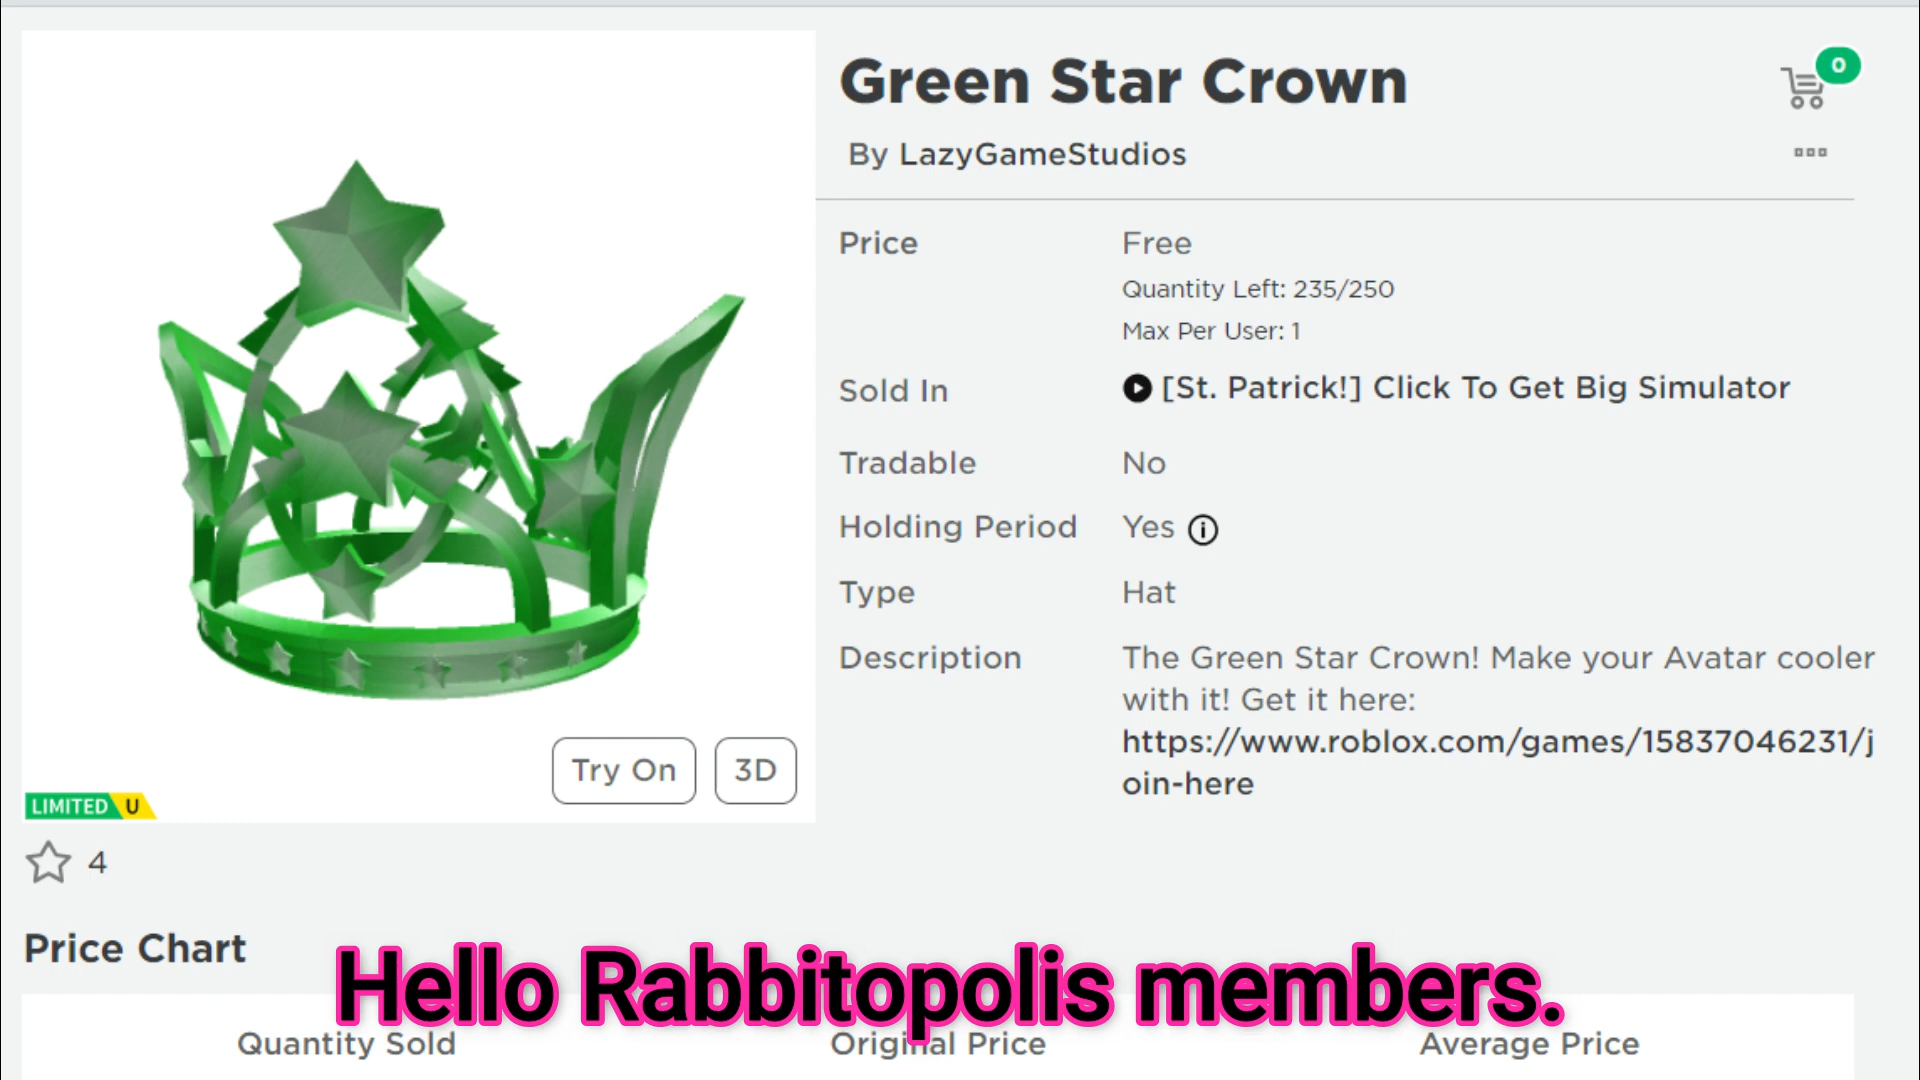 Green Star Crown
0
By LazyGameStudios
Price
Free
Quantity Left: 235/250
Max Per User: 1
Sold In
[St. Patrick!] Click To Get Big Simulator
Tradable
No
Holding Period
Yes
Type
Hat
Description
The Green Star Crown! Make your Avatar cooler
with it! Get it here:
https://www.roblox.com/games/15837046231/j
oin-here
Try On
3D
LIMITED U
4
Price Chart
Hello Rabbitopolis members.
Quantity Sold
Original Price
Average Price